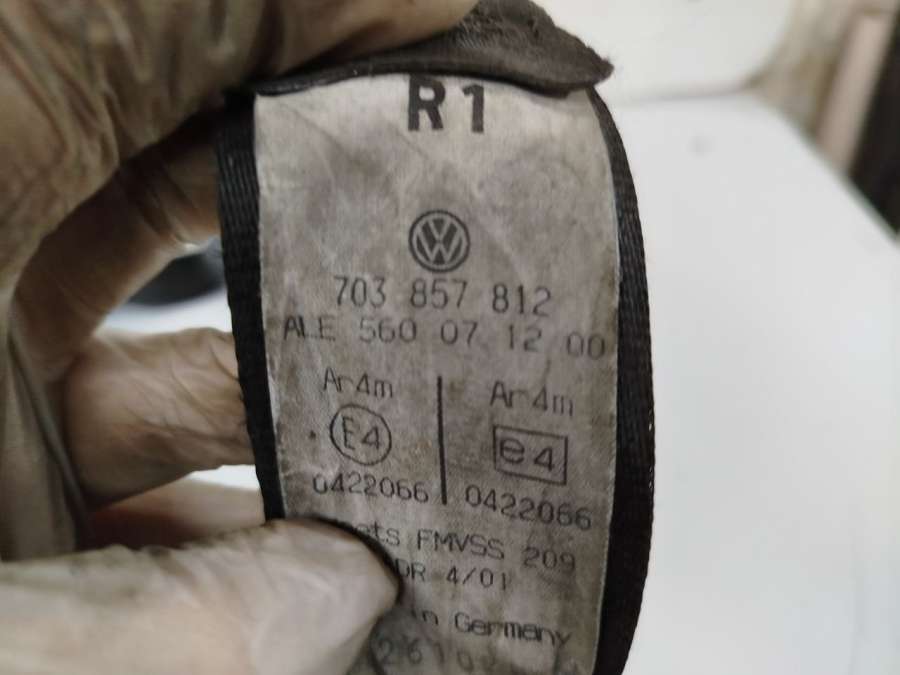 R1
703 857 812
ALE 560 07 12 00
Ar4m Ar4m
E4 e4
0422066 0422066
FMVSS 209
4/01
Germany